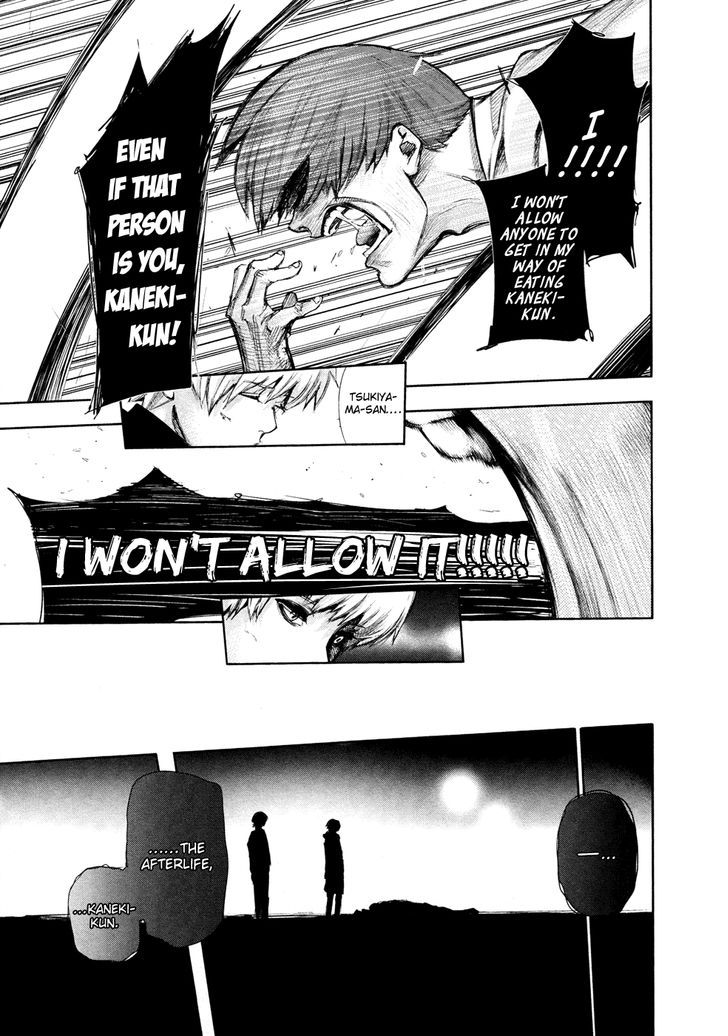 I
!!!!
I WON'T
ALLOW
ANYONE TO
GET IN MY
WAY OF
EATING
KANEKI-
KUN.
EVEN
IF THAT
PERSON
IS YOU,
KANEKI-
KUN!
TSUKIYA-
MA-SAN....
I WON'T ALLOW IT!!!!!!
—...
......THE
AFTERLIFE,
...KANEKI-
KUN.